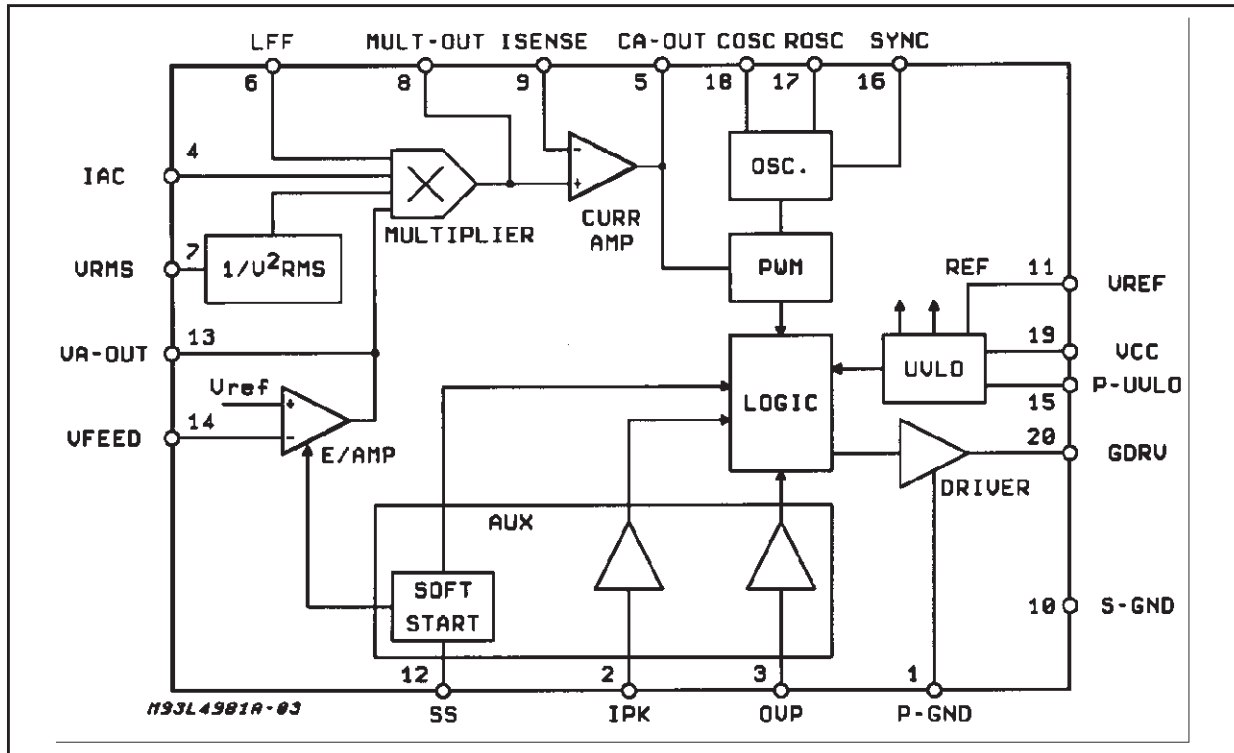 LFF MULT-OUT ISENSE CA-OUT COSC ROSC SYNC
6 8 9 5 18 17 16
4
IAC
OSC.
MULTIPLIER
CURR
AMP
7
VRMS
1/V²RMS
PWM
REF 11
VREF
13
VA-OUT
19
VCC
UVLO
P-UVLO
15
Vref
LOGIC
14
VFEED
E/AMP
20
GDRV
DRIVER
AUX
SOFT
START
10 S-GND
12 2 3 1
M93L4981A-03
SS IPK OVP P-GND